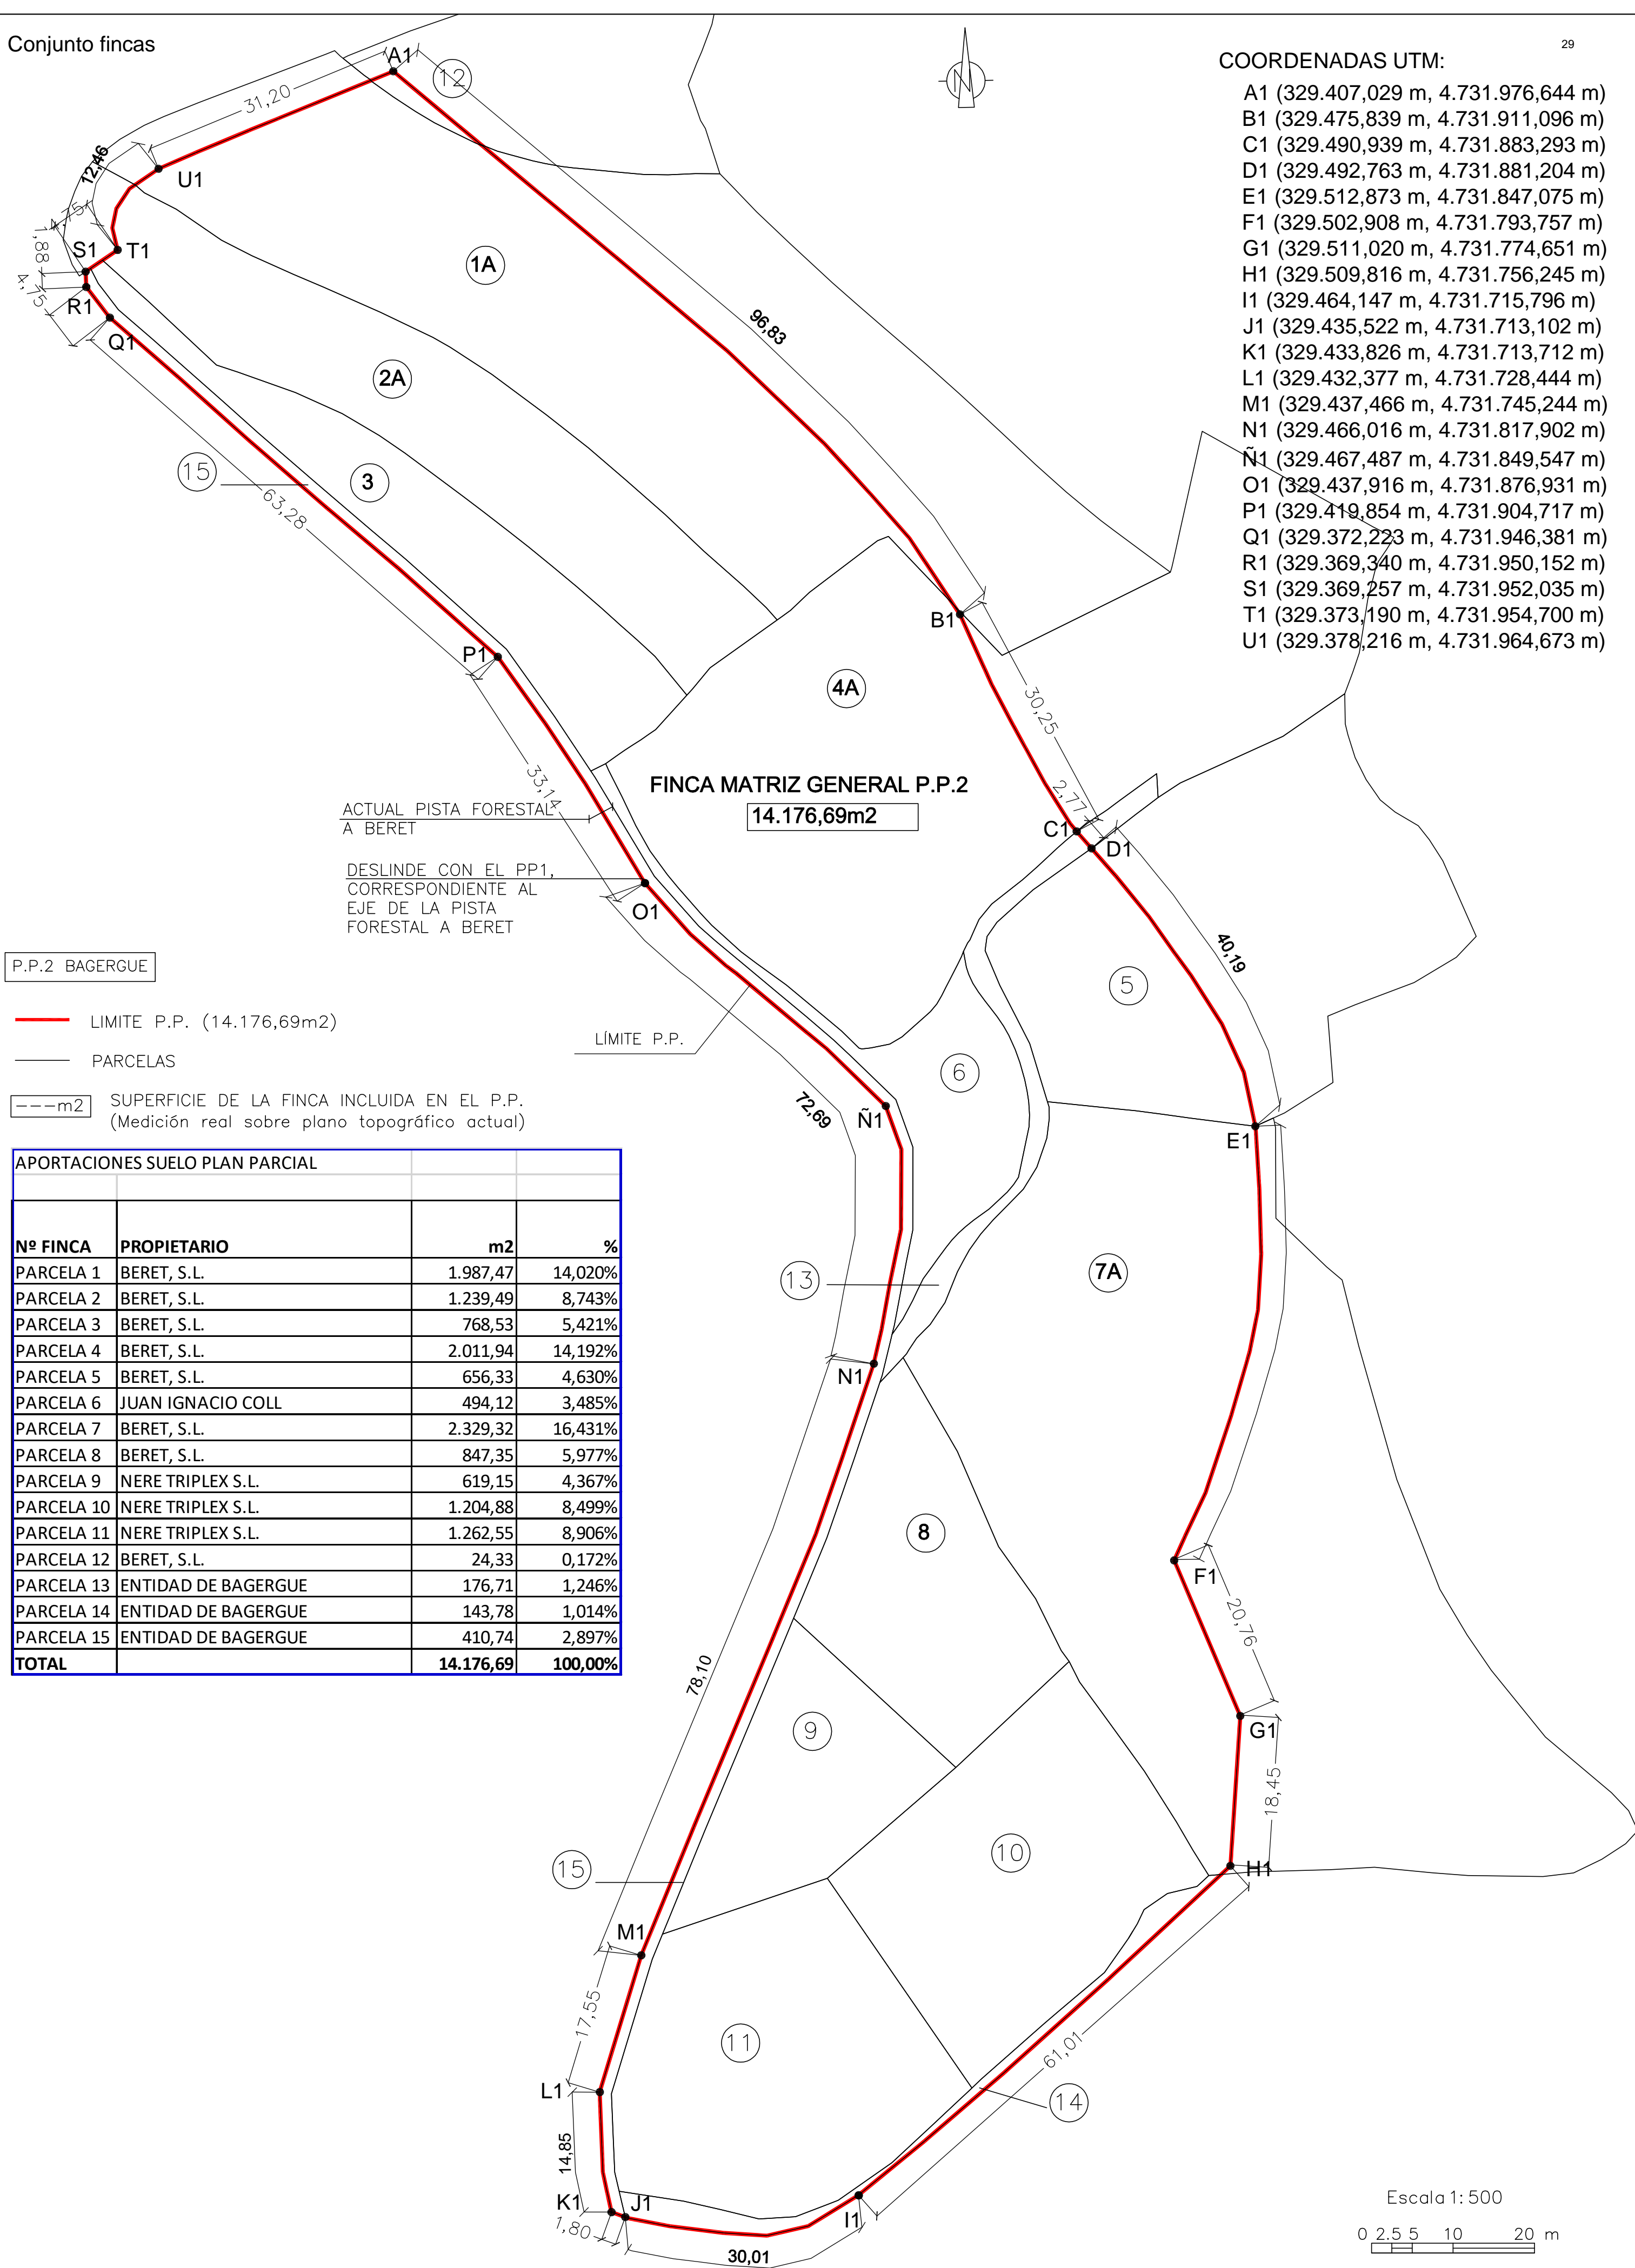 Conjunto fincas
29
COORDENADAS UTM:
A1 (329.407,029 m, 4.731.976,644 m)
B1 (329.475,839 m, 4.731.911,096 m)
C1 (329.490,939 m, 4.731.883,293 m)
D1 (329.492,763 m, 4.731.881,204 m)
E1 (329.512,873 m, 4.731.847,075 m)
F1 (329.502,908 m, 4.731.793,757 m)
G1 (329.511,020 m, 4.731.774,651 m)
H1 (329.509,816 m, 4.731.756,245 m)
I1 (329.464,147 m, 4.731.715,796 m)
J1 (329.435,522 m, 4.731.713,102 m)
K1 (329.433,826 m, 4.731.713,712 m)
L1 (329.432,377 m, 4.731.728,444 m)
M1 (329.437,466 m, 4.731.745,244 m)
N1 (329.466,016 m, 4.731.817,902 m)
Ñ1 (329.467,487 m, 4.731.849,547 m)
O1 (329.437,916 m, 4.731.876,931 m)
P1 (329.419,854 m, 4.731.904,717 m)
Q1 (329.372,223 m, 4.731.946,381 m)
R1 (329.369,340 m, 4.731.950,152 m)
S1 (329.369,257 m, 4.731.952,035 m)
T1 (329.373,190 m, 4.731.954,700 m)
U1 (329.378,216 m, 4.731.964,673 m)
A1
12
N
31,20
12,46
U1
4,75
1,88
S1
T1
4,75
R1
Q1
1A
2A
96,83
15
3
63,28
B1
P1
4A
30,25
33,14
FINCA MATRIZ GENERAL P.P.2
14.176,69m2
2,77
C1
D1
ACTUAL PISTA FORESTAL
A BERET
DESLINDE CON EL PP1,
CORRESPONDIENTE AL
EJE DE LA PISTA
FORESTAL A BERET
O1
40,19
5
P.P.2 BAGERGUE
LIMITE P.P. (14.176,69m2)
LÍMITE P.P.
PARCELAS
6
---m2
SUPERFICIE DE LA FINCA INCLUIDA EN EL P.P.
(Medición real sobre plano topográfico actual)
72,69
Ñ1
E1
13
7A
N1
APORTACIONES SUELO PLAN PARCIAL
Nº FINCA PROPIETARIO m2 %
PARCELA 1 BERET, S.L. 1.987,47 14,020%
PARCELA 2 BERET, S.L. 1.239,49 8,743%
PARCELA 3 BERET, S.L. 768,53 5,421%
PARCELA 4 BERET, S.L. 2.011,94 14,192%
PARCELA 5 BERET, S.L. 656,33 4,630%
PARCELA 6 JUAN IGNACIO COLL 494,12 3,485%
PARCELA 7 BERET, S.L. 2.329,32 16,431%
PARCELA 8 BERET, S.L. 847,35 5,977%
PARCELA 9 NERE TRIPLEX S.L. 619,15 4,367%
PARCELA 10 NERE TRIPLEX S.L. 1.204,88 8,499%
PARCELA 11 NERE TRIPLEX S.L. 1.262,55 8,906%
PARCELA 12 BERET, S.L. 24,33 0,172%
PARCELA 13 ENTIDAD DE BAGERGUE 176,71 1,246%
PARCELA 14 ENTIDAD DE BAGERGUE 143,78 1,014%
PARCELA 15 ENTIDAD DE BAGERGUE 410,74 2,897%
TOTAL 14.176,69 100,00%
8
F1
20,76
78,10
9
G1
18,45
10
15
H1
M1
17,55
11
61,01
L1
14
14,85
K1
J1
I1
1,80
30,01
Escala 1:500
0 2.5 5 10 20 m